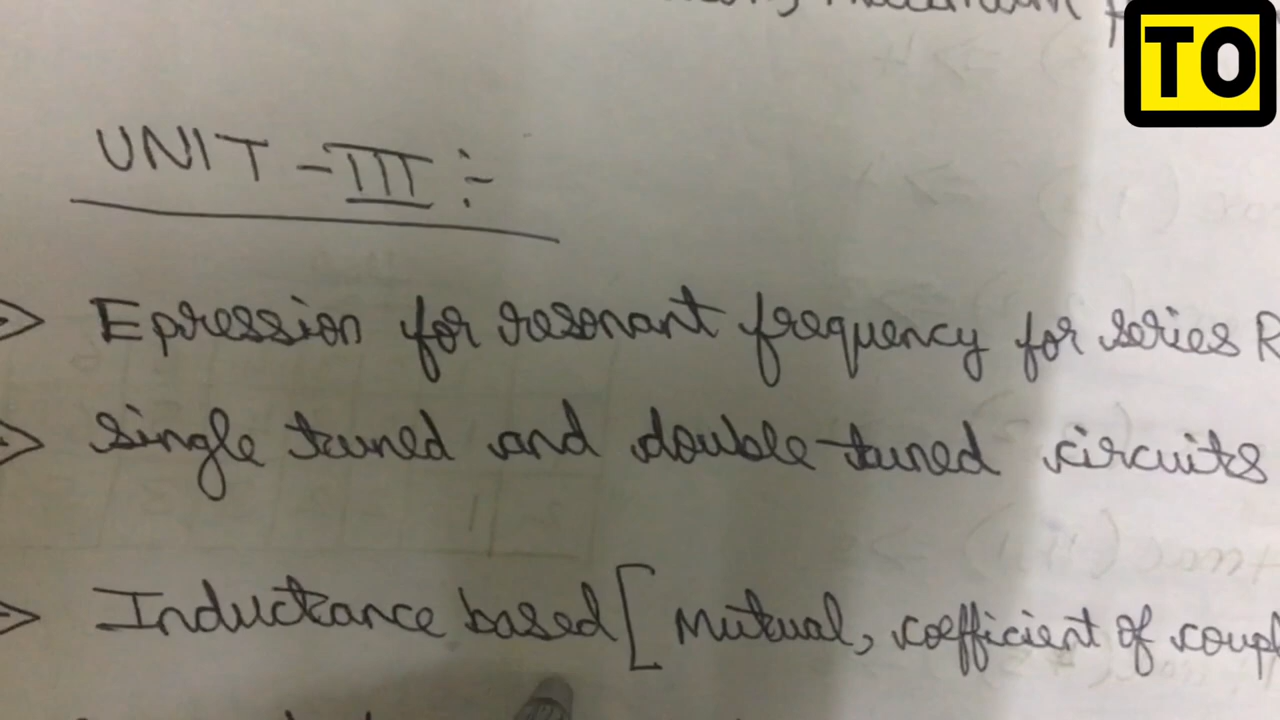 TO
UNIT - III :-
Epression for resonant frequency for series R
single tuned and double tuned circuits
Inductance based [ Mutual, coefficient of coupl